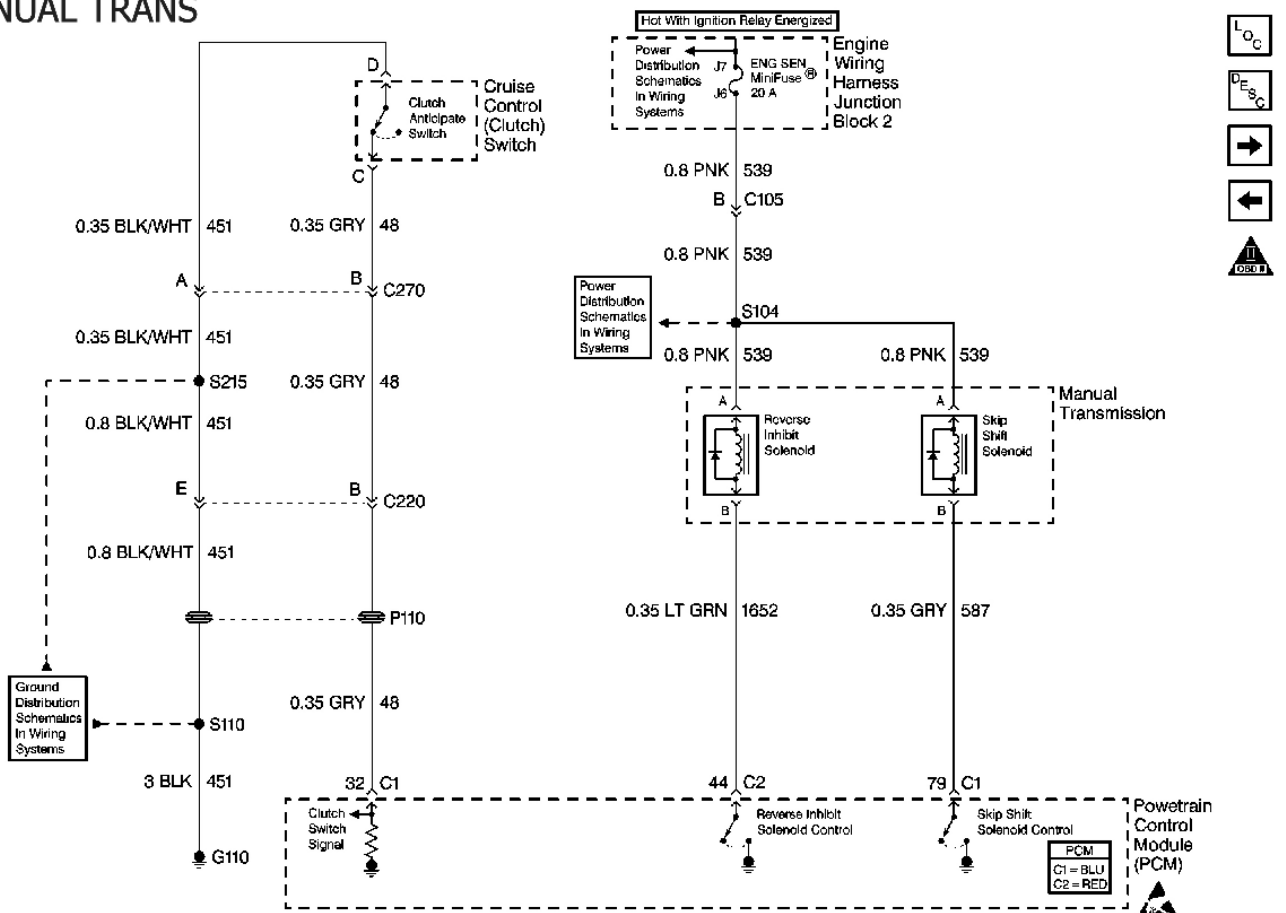 NUAL TRANS
Hot With Ignition Relay Energized
Power
Distribution
Schematics
In Wiring
Systems
J7
J6
ENG SEN
MiniFuse ®
20 A
Engine
Wiring
Harness
Junction
Block 2
LOC
DESC
II
OBD II
D
Clutch
Anticipate
Switch
Cruise
Control
(Clutch)
Switch
C
0.8 PNK 539
B C105
0.35 BLK/WHT 451
0.35 GRY 48
0.8 PNK 539
A
B C270
Power
Distribution
Schematics
In Wiring
Systems
S104
0.35 BLK/WHT 451
0.8 PNK 539
0.8 PNK 539
S215
0.35 GRY 48
0.8 BLK/WHT 451
Manual
Transmission
A
Reverse
Inhibit
Solenoid
B
A
Skip
Shift
Solenoid
B
E
B C220
0.8 BLK/WHT 451
P110
0.35 LT GRN 1652
0.35 GRY 587
Ground
Distribution
Schematics
In Wiring
Systems
S110
0.35 GRY 48
3 BLK 451
G110
32 C1
44 C2
79 C1
Clutch
Switch
Signal
Reverse Inhibit
Solenoid Control
Skip Shift
Solenoid Control
PCM
C1 = BLU
C2 = RED
Powetrain
Control
Module
(PCM)